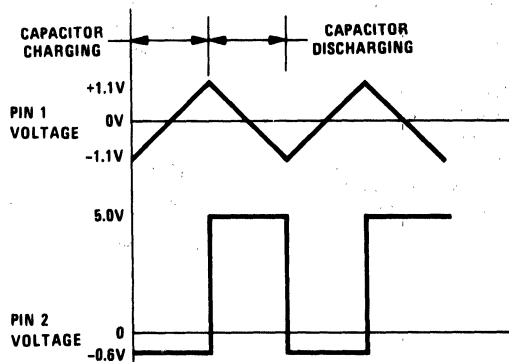 CAPACITOR
CHARGING
CAPACITOR
DISCHARGING
+1.1V
PIN 1
VOLTAGE
0V
-1.1V
5.0V
PIN 2
VOLTAGE
0
-0.6V